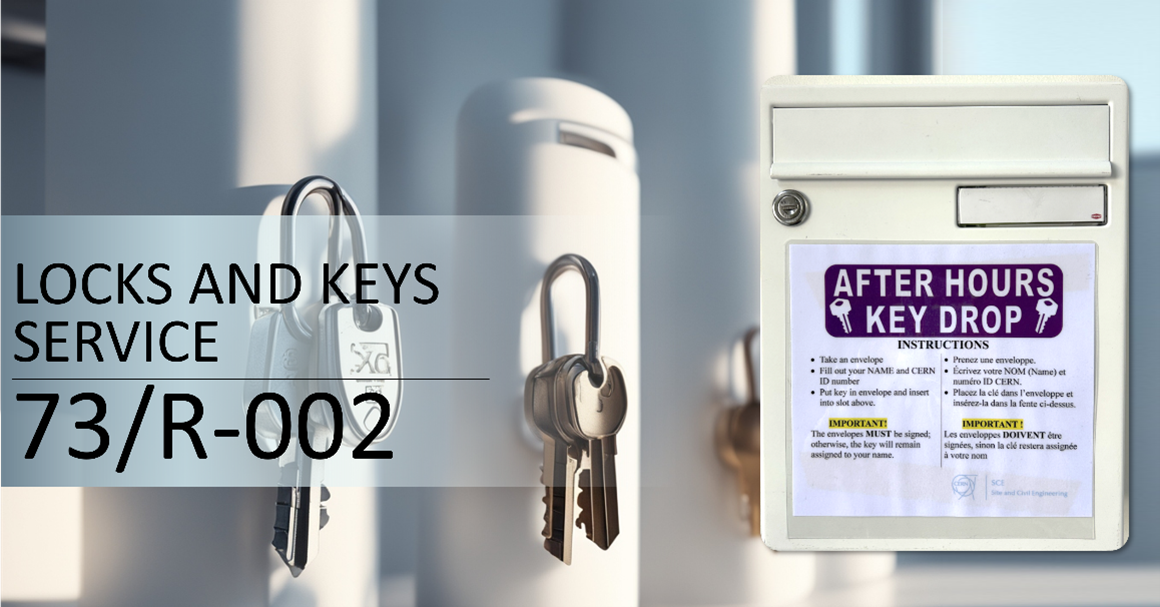 LOCKS AND KEYS
SERVICE
73/R-002
AFTER HOURS
KEY DROP
INSTRUCTIONS
Take an envelope
Fill out your NAME and CERN
ID number
Put key in envelope and insert
into slot above.
IMPORTANT!
The envelopes MUST be signed;
otherwise, the key will remain
assigned to your name.
Prenez une enveloppe.
Écrivez votre NOM (Name) et
numéro ID CERN.
Placez la clé dans l'enveloppe et
insérez-la dans la fente ci-dessus.
IMPORTANT !
Les enveloppes DOIVENT être
signées, sinon la clé restera assignée
à votre nom
CERN
SCE
Site and Civil Engineering